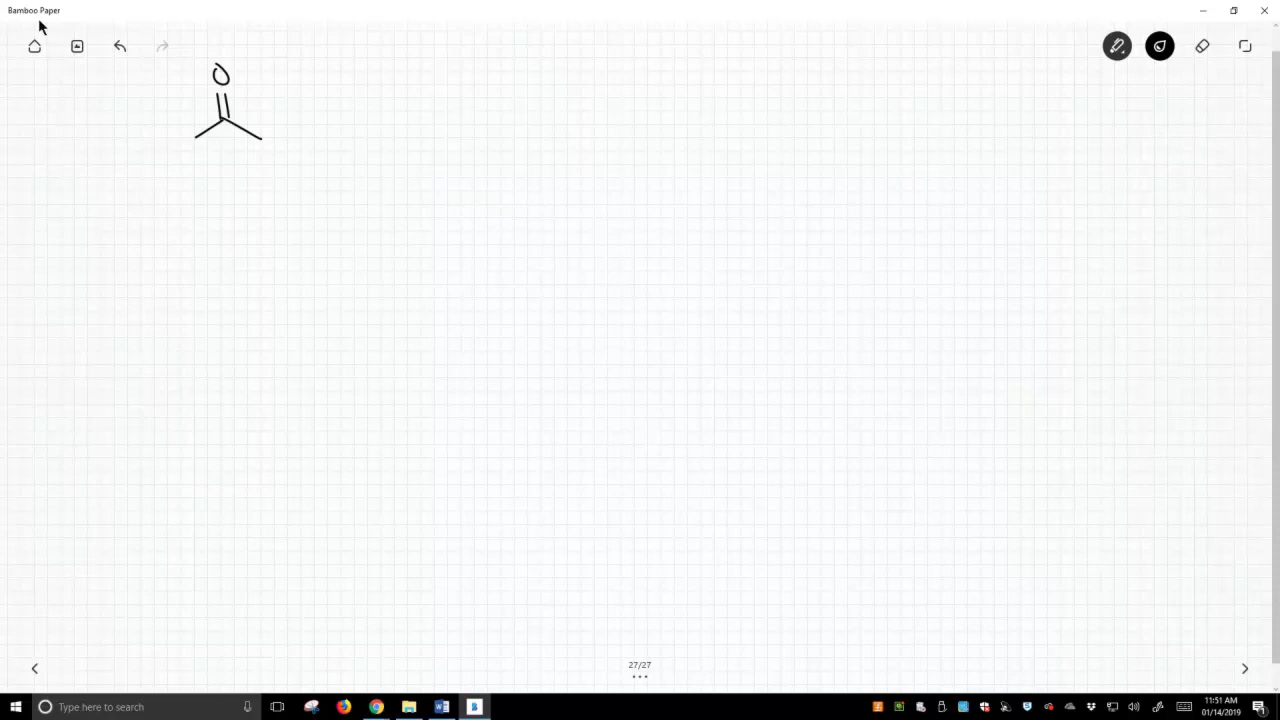 Bamboo Paper
O
27/27
Type here to search
11:51 AM
01/14/2019